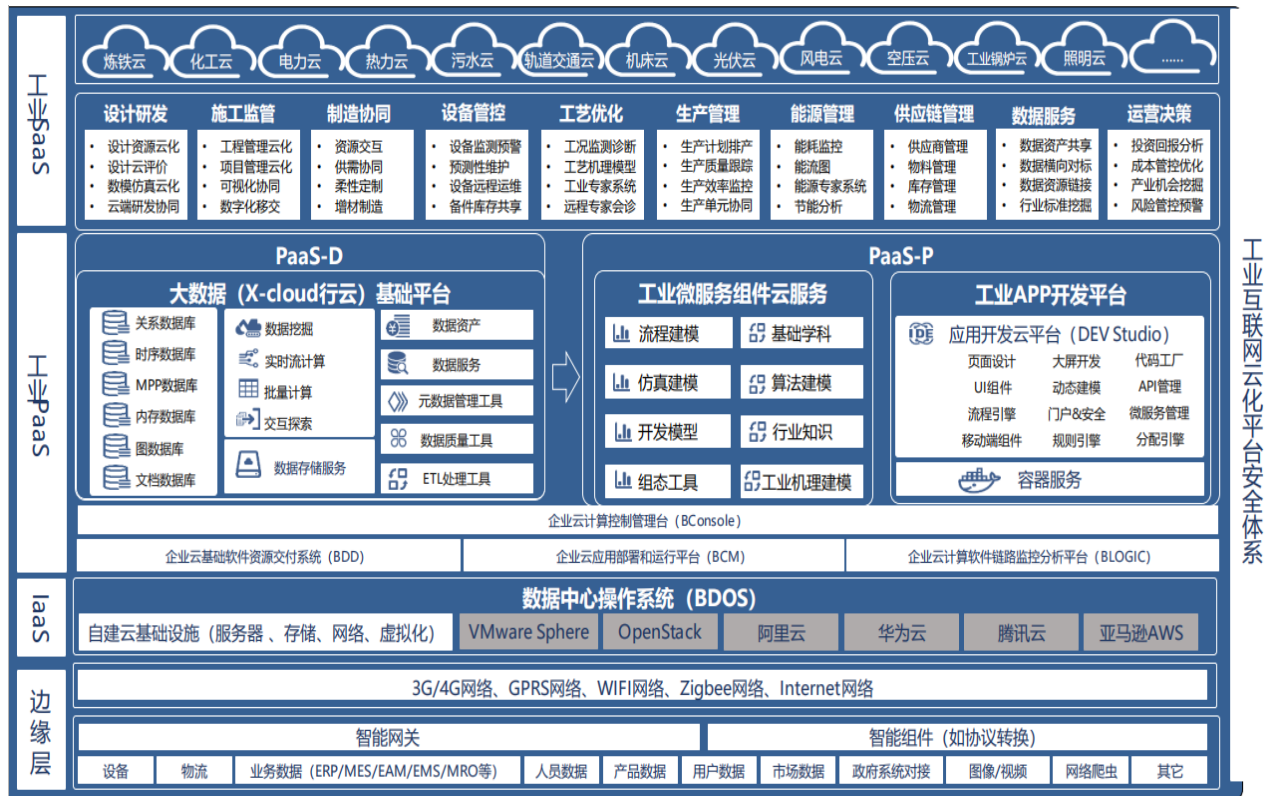 工业SaaS
炼铁云
化工云
电力云
热力云
污水云
轨道交通云
机床云
光伏云
风电云
空压云
工业锅炉云
照明云
......
设计研发
• 设计资源云化
• 设计云评价
• 数模仿真云化
• 云端研发协同
施工监管
• 工程管理云化
• 项目管理云化
• 可视化协同
• 数字化移交
制造协同
• 资源交互
• 供需协同
• 柔性定制
• 增材制造
设备管控
• 设备监测预警
• 预测性维护
• 设备远程运维
• 备件库存共享
工艺优化
• 工况监测诊断
• 工艺机理模型
• 工业专家系统
• 远程专家会诊
生产管理
• 生产计划排产
• 生产质量跟踪
• 生产效率监控
• 生产单元协同
能源管理
• 能耗监控
• 能流图
• 能源专家系统
• 节能分析
供应链管理
• 供应商管理
• 物料管理
• 库存管理
• 物流管理
数据服务
• 数据资产共享
• 数据横向对标
• 数据资源链接
• 行业标准挖掘
运营决策
• 投资回报分析
• 成本管控优化
• 产业机会挖掘
• 风险管控预警
工业PaaS
PaaS-D
大数据（X-cloud行云）基础平台
关系数据库
时序数据库
MPP数据库
内存数据库
图数据库
文档数据库
数据挖掘
实时流计算
批量计算
交互探索
数据存储服务
数据资产
数据服务
元数据管理工具
数据质量工具
ETL处理工具
PaaS-P
工业微服务组件云服务
流程建模
基础学科
仿真建模
算法建模
开发模型
行业知识
组态工具
工业机理建模
工业APP开发平台
应用开发云平台（DEV Studio）
页面设计
大屏开发
代码工厂
UI组件
动态建模
API管理
流程引擎
门户&安全
微服务管理
移动端组件
规则引擎
分配引擎
容器服务
企业云计算控制管理台（BConsole）
企业云基础软件资源交付系统（BDD）
企业云应用部署和运行平台（BCM）
企业云计算软件链路监控分析平台（BLOGIC）
IaaS
数据中心操作系统（BDOS）
自建云基础设施（服务器 、存储、网络、虚拟化）
VMware Sphere
OpenStack
阿里云
华为云
腾讯云
亚马逊AWS
边缘层
3G/4G网络、GPRS网络、WIFI网络、Zigbee网络、Internet网络
智能网关
智能组件（如协议转换）
设备
物流
业务数据（ERP/MES/EAM/EMS/MRO等）
人员数据
产品数据
用户数据
市场数据
政府系统对接
图像/视频
网络爬虫
其它
工业互联网云化平台安全体系